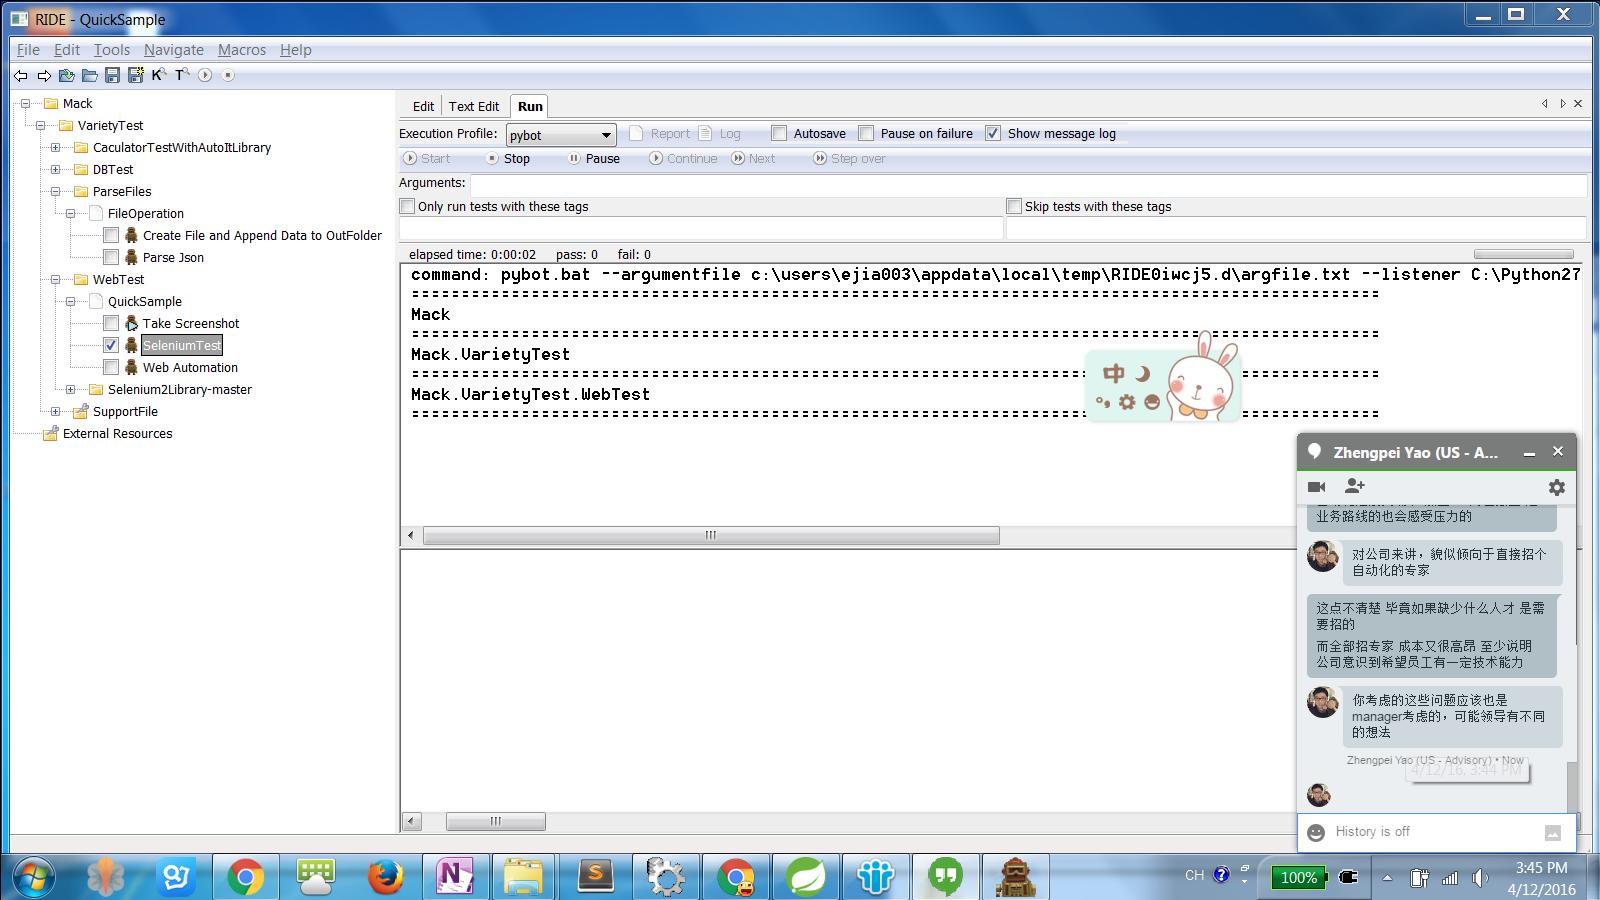 RIDE - QuickSample
File Edit Tools Navigate Macros Help
Mack
VarietyTest
CaculatorTestWithAutoItLibrary
DBTest
ParseFiles
FileOperation
Create File and Append Data to OutFolder
Parse Json
WebTest
QuickSample
Take Screenshot
SeleniumTest
Web Automation
Selenium2Library-master
SupportFile
External Resources
Edit Text Edit Run
Execution Profile: pybot Report Log Autosave Pause on failure Show message log
Start Stop Pause Continue Next Step over
Arguments:
Only run tests with these tags Skip tests with these tags
elapsed time: 0:00:02 pass: 0 fail: 0
command: pybot.bat --argumentfile c:\users\ejia003\appdata\local\temp\RIDE0iwcj5.d\argfile.txt --listener C:\Python27
Mack
Mack.VarietyTest
Mack.VarietyTest.WebTest
中
Zhengpei Yao (US - A...
业务路线的也会感受压力的
对公司来讲，貌似倾向于直接招个
自动化的专家
这点不清楚 毕竟如果缺少什么人才 是需
要招的
而全部招专家 成本又很高昂 至少说明
公司意识到希望员工有一定技术能力
你考虑的这些问题应该也是
manager考虑的，可能领导有不同
的想法
Zhengpei Yao (US - Advisory) • Now
4/12/16, 3:44 PM
History is off
CH
100%
3:45 PM
4/12/2016